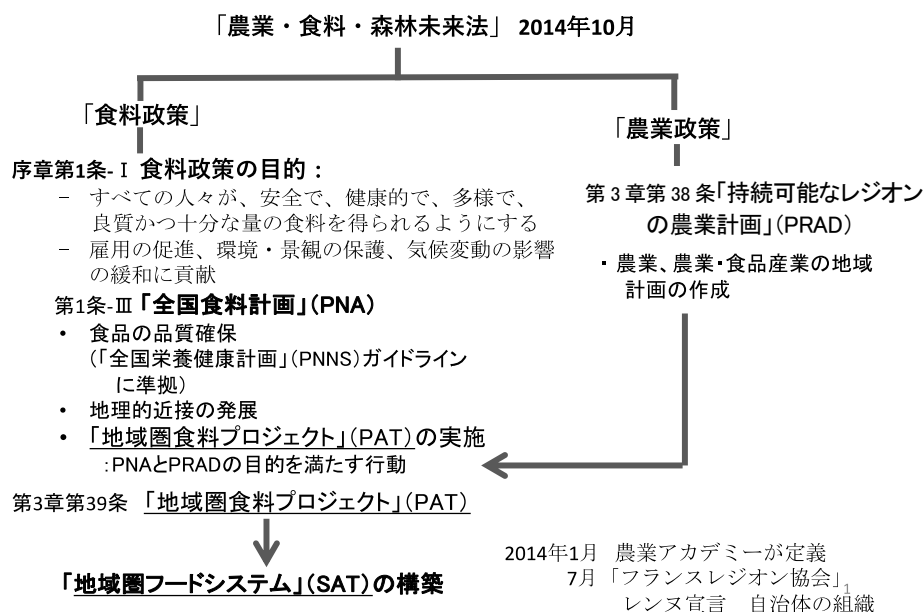 「農業・食料・森林未来法」 2014年10月
「食料政策」
序章第1条-Ⅰ 食料政策の目的：
– すべての人々が、安全で、健康的で、多様で、
良質かつ十分な量の食料を得られるようにする
– 雇用の促進、環境・景観の保護、気候変動の影響
の緩和に貢献
第1条-Ⅲ「全国食料計画」(PNA)
• 食品の品質確保
(「全国栄養健康計画」(PNNS)ガイドライン
に準拠)
• 地理的近接の発展
• 「地域圏食料プロジェクト」(PAT)の実施
:PNAとPRADの目的を満たす行動
第3章第39条 「地域圏食料プロジェクト」(PAT)
「地域圏フードシステム」(SAT)の構築
「農業政策」
第3章第38条「持続可能なレジオン
の農業計画」(PRAD)
・農業、農業・食品産業の地域
計画の作成
2014年1月 農業アカデミーが定義
7月「フランスレジオン協会」
レンヌ宣言 自治体の組織
1